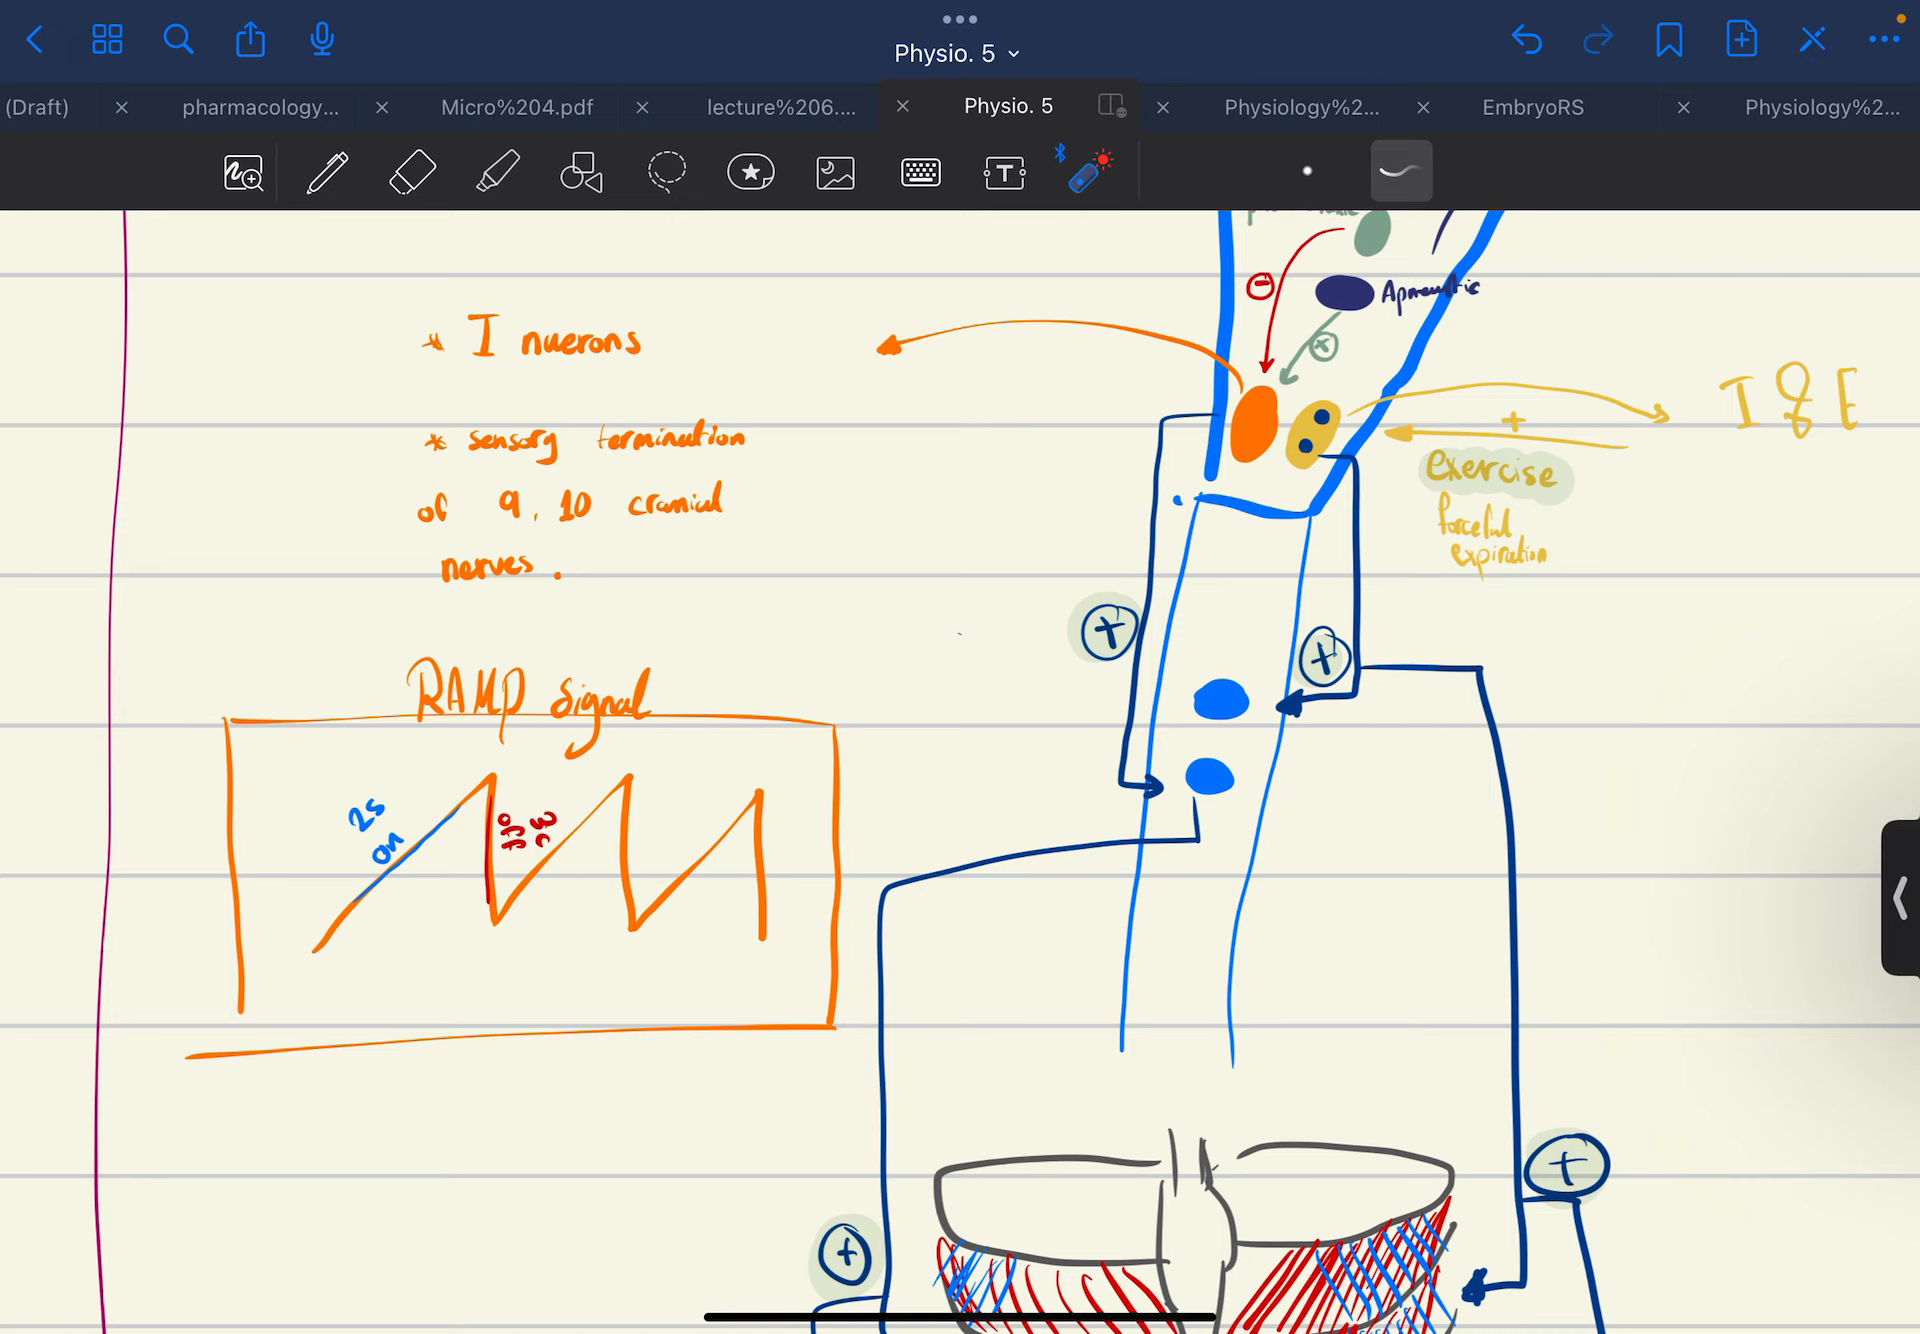 Physio. 5
(Draft)
pharmacology...
Micro%204.pdf
lecture%206....
Physio. 5
Physiology%2...
EmbryoRS
Physiology%2...
T
-
Apneustic
+
* I nuerons
* sensory termination
of 9, 10 cranial
nerves.
I & E
+
exercise
forceful
expiration
+
+
RAMP signal
2s
on
off
3s
+
+